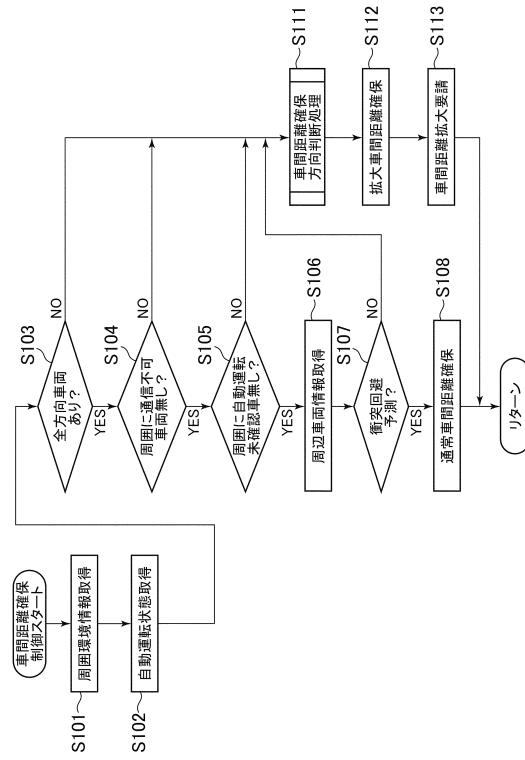 車間距離確保
制御スタート
周囲環境情報取得
S101
自動運転状態取得
S102
全方向車両
あり?
S103
NO
YES
周囲に通信不可
車両無し?
S104
NO
YES
周囲に自動運転
未確認車無し?
S105
NO
YES
周辺車両情報取得
S106
衝突回避
予測?
S107
NO
YES
通常車間距離確保
S108
車間距離確保
方向判断処理
S111
拡大車間距離確保
S112
車間距離拡大要請
S113
リターン